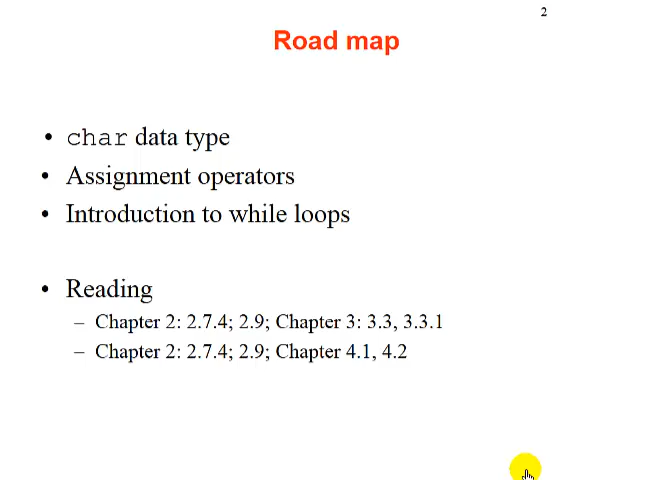 2
Road map
• char data type
• Assignment operators
• Introduction to while loops
• Reading
– Chapter 2: 2.7.4; 2.9; Chapter 3: 3.3, 3.3.1
– Chapter 2: 2.7.4; 2.9; Chapter 4.1, 4.2